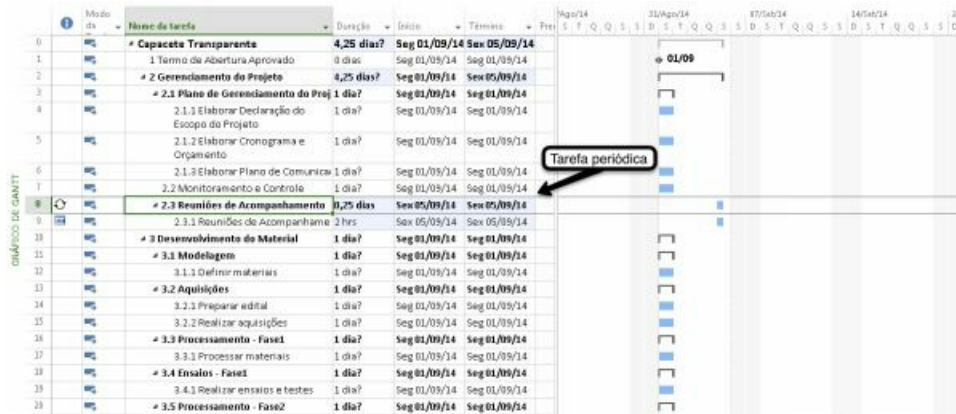 Modo
da
Nome da tarefa Duração Início Término
Ago/14 31/Ago/14 07/Set/14 14/Set/14
S T Q Q S S D S T Q Q S S D S T Q Q S S D S T Q Q S S
0 Capacete Transparente 4,25 dias? Seg 01/09/14 Sex 05/09/14
1 1 Termo de Abertura Aprovado 0 dias Seg 01/09/14 Seg 01/09/14 01/09
2 2 Gerenciamento do Projeto 4,25 dias? Seg 01/09/14 Sex 05/09/14
3 2.1 Plano de Gerenciamento do Proj 1 dia? Seg 01/09/14 Seg 01/09/14
4 2.1.1 Elaborar Declaração do Escopo do Projeto 1 dia? Seg 01/09/14 Seg 01/09/14
5 2.1.2 Elaborar Cronograma e Orçamento 1 dia? Seg 01/09/14 Seg 01/09/14
Tarefa periódica
6 2.1.3 Elaborar Plano de Comunica 1 dia? Seg 01/09/14 Seg 01/09/14
7 2.2 Monitoramento e Controle 1 dia? Seg 01/09/14 Seg 01/09/14
8 2.3 Reuniões de Acompanhamento 0,25 dias Sex 05/09/14 Sex 05/09/14
9 2.3.1 Reuniões de Acompanhame 2 hrs Sex 05/09/14 Sex 05/09/14
10 3 Desenvolvimento do Material 1 dia? Seg 01/09/14 Seg 01/09/14
11 3.1 Modelagem 1 dia? Seg 01/09/14 Seg 01/09/14
12 3.1.1 Definir materiais 1 dia? Seg 01/09/14 Seg 01/09/14
13 3.2 Aquisições 1 dia? Seg 01/09/14 Seg 01/09/14
14 3.2.1 Preparar edital 1 dia? Seg 01/09/14 Seg 01/09/14
15 3.2.2 Realizar aquisições 1 dia? Seg 01/09/14 Seg 01/09/14
16 3.3 Processamento - Fase1 1 dia? Seg 01/09/14 Seg 01/09/14
17 3.3.1 Processar materiais 1 dia? Seg 01/09/14 Seg 01/09/14
18 3.4 Ensaios - Fase1 1 dia? Seg 01/09/14 Seg 01/09/14
19 3.4.1 Realizar ensaios e testes 1 dia? Seg 01/09/14 Seg 01/09/14
20 3.5 Processamento - Fase2 1 dia? Seg 01/09/14 Seg 01/09/14
GRÁFICO DE GANTT